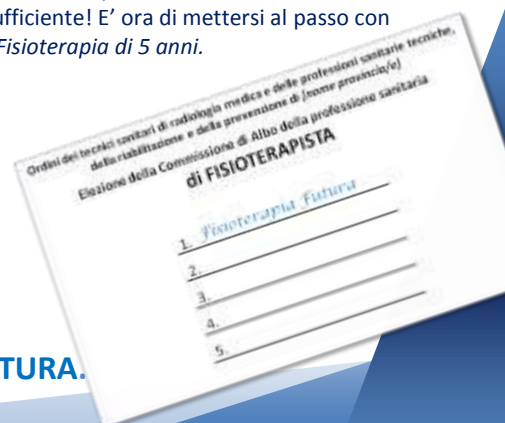 ufficiente! E’ ora di mettersi al passo con
Fisioterapia di 5 anni.
Ordini dei tecnici sanitari di radiologia medica e delle professioni sanitarie tecniche,
della riabilitazione e della prevenzione di [nome provincia/e]
Elezione della Commissione di Albo della professione sanitaria
di FISIOTERAPISTA
1. Fisioterapia Futura
2.
3.
4.
5.
TURA.